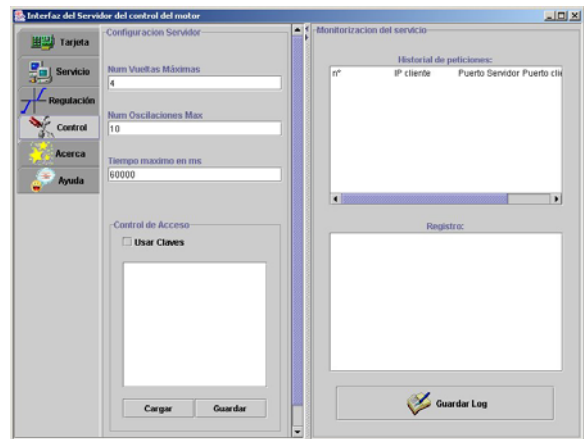 Interfaz del Servidor del control del motor
Tarjeta
Servicio
Regulación
Control
Acerca
Ayuda
Configuracion Servidor
Num Vueltas Máximas
4
Num Oscilaciones Max
10
Tiempo maximo en ms
60000
Control de Acceso
Usar Claves
Cargar
Guardar
Monitorizacion del servicio
Historial de peticiones:
nº IP cliente Puerto Servidor Puerto clie
Registro:
Guardar Log